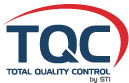 TQC
TOTAL QUALITY CONTROL
by STI